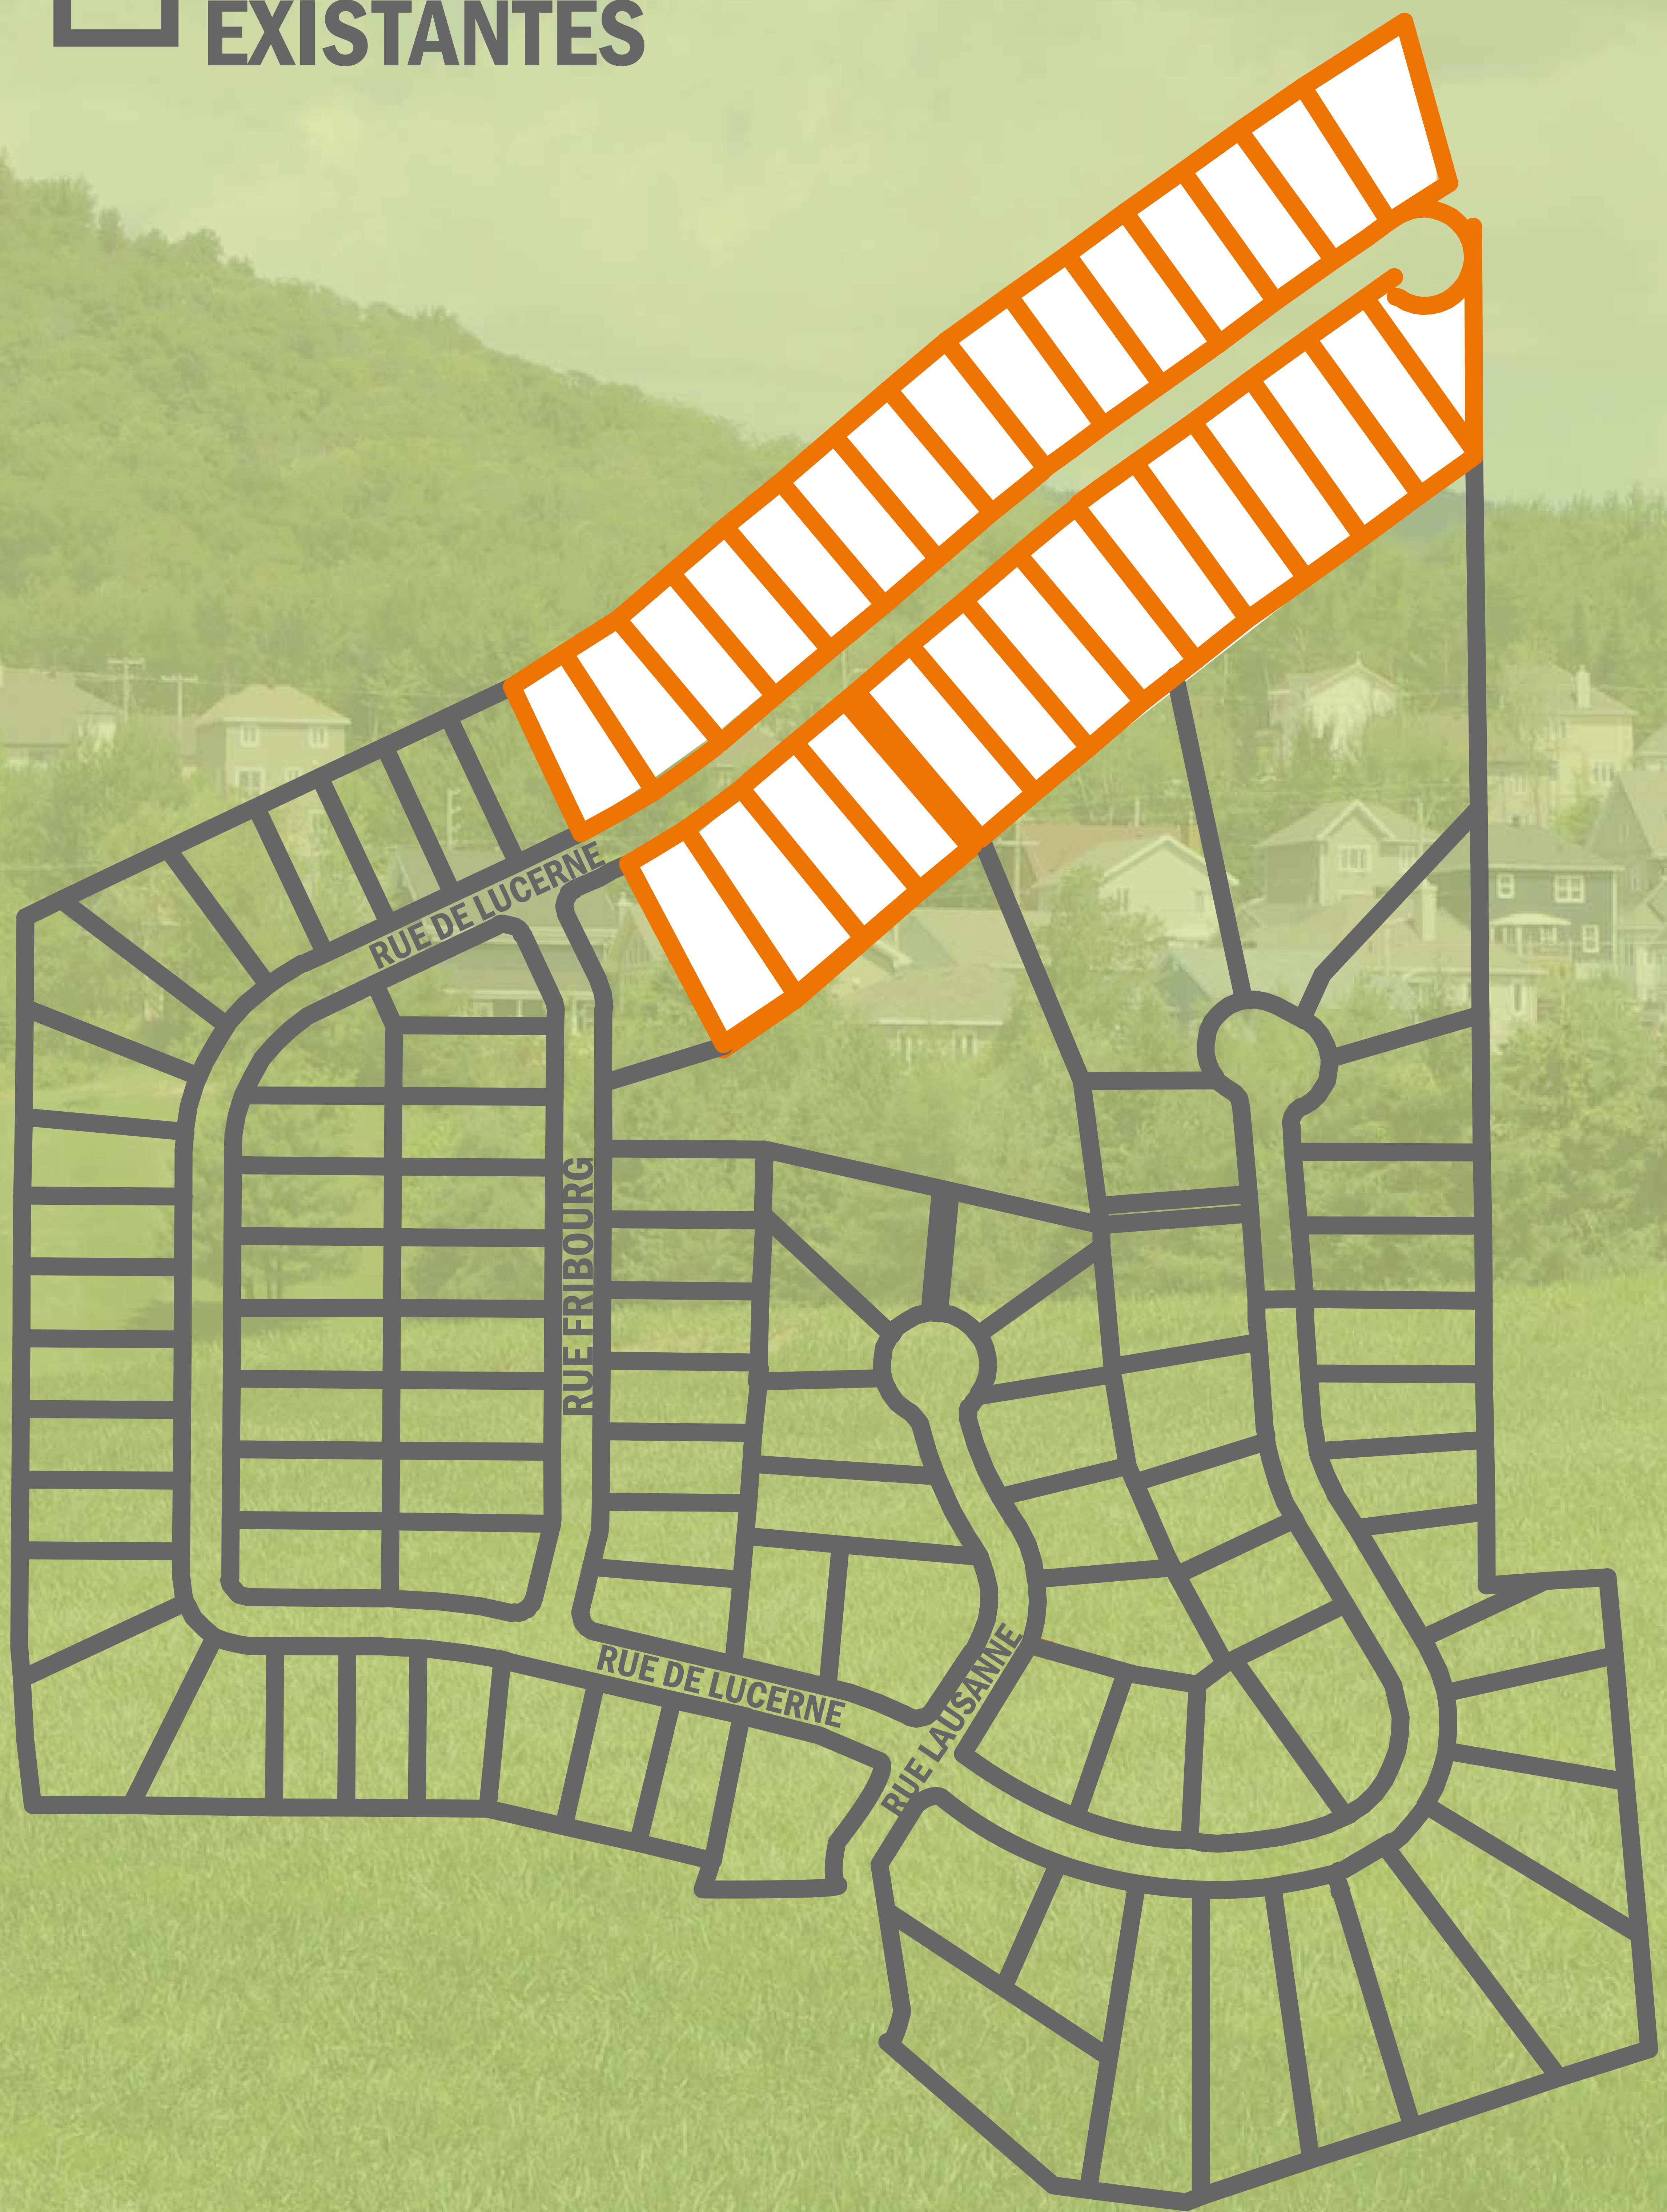 EXISTANTES
RUE DE LUCERNE
RUE FRIBOURG
RUE DE LUCERNE
RUE LAUSANNE